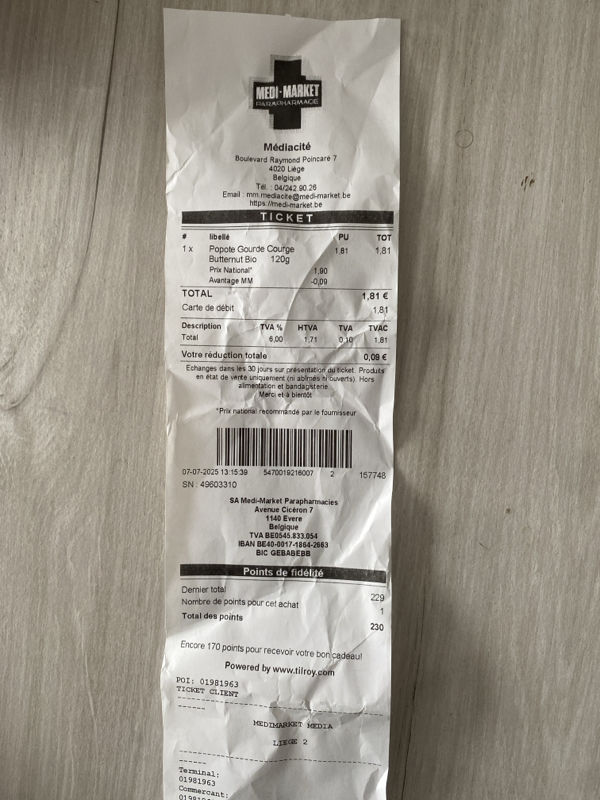 MEDI-MARKET
PARAPHARMACIE
Médiacité
Boulevard Raymond Poincaré 7
4020 Liège
Belgique
Tél. : 04/242.90.26
Email : mm.mediacite@medi-market.be
https://medi-market.be
TICKET
# libellé PU TOT
1 x Popote Gourde Courge 1,81 1,81
Butternut Bio 120g
Prix National* 1,90
Avantage MM -0,09
TOTAL 1,81 €
Carte de débit 1,81
Description TVA % HTVA TVA TVAC
Total 6,00 1,71 0,10 1,81
Votre réduction totale 0,09 €
Echanges dans les 30 jours sur présentation du ticket. Produits
en état de vente uniquement (ni abîmés ni ouverts). Hors
alimentation et bandagisterie.
Merci et à bientôt
*Prix national recommandé par le fournisseur
07-07-2025 13:15:39 5470019216007 2 157748
SN : 49603310
SA Medi-Market Parapharmacies
Avenue Cicéron 7
1140 Evere
Belgique
TVA BE0545.833.054
IBAN BE40-0017-1864-2663
BIC GEBABEBB
Points de fidélité
Dernier total 229
Nombre de points pour cet achat 1
Total des points 230
Encore 170 points pour recevoir votre bon cadeau!
Powered by www.tilroy.com
POI: 01981963
TICKET CLIENT
MEDIMARKET MEDIA
LIEGE 2
Terminal:
01981963
Commercant: